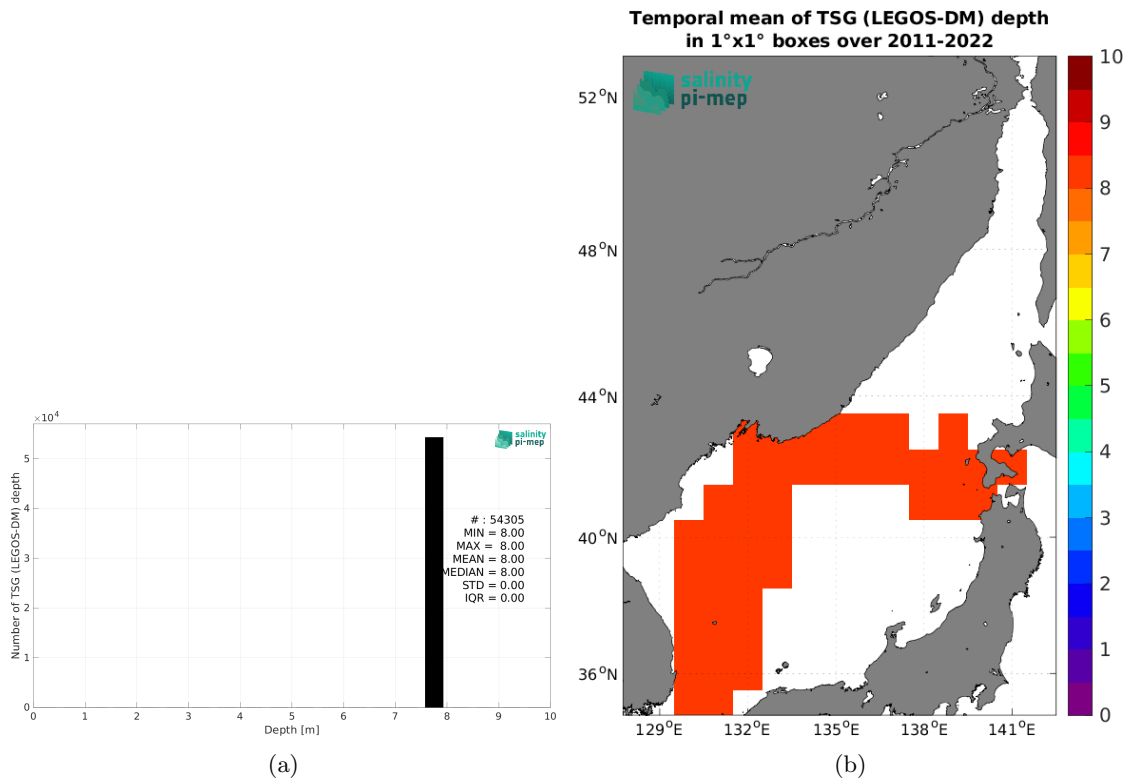 ×10⁴
5
4
3
2
1
0
Number of TSG (LEGOS-DM) depth
salinity
pi-mep
# : 54305
MIN = 8.00
MAX = 8.00
MEAN = 8.00
MEDIAN = 8.00
STD = 0.00
IQR = 0.00
0 1 2 3 4 5 6 7 8 9 10
Depth [m]
(a)
Temporal mean of TSG (LEGOS-DM) depth
in 1°x1° boxes over 2011-2022
salinity
pi-mep
52°N
48°N
44°N
40°N
36°N
129°E 132°E 135°E 138°E 141°E
10
9
8
7
6
5
4
3
2
1
0
(b)